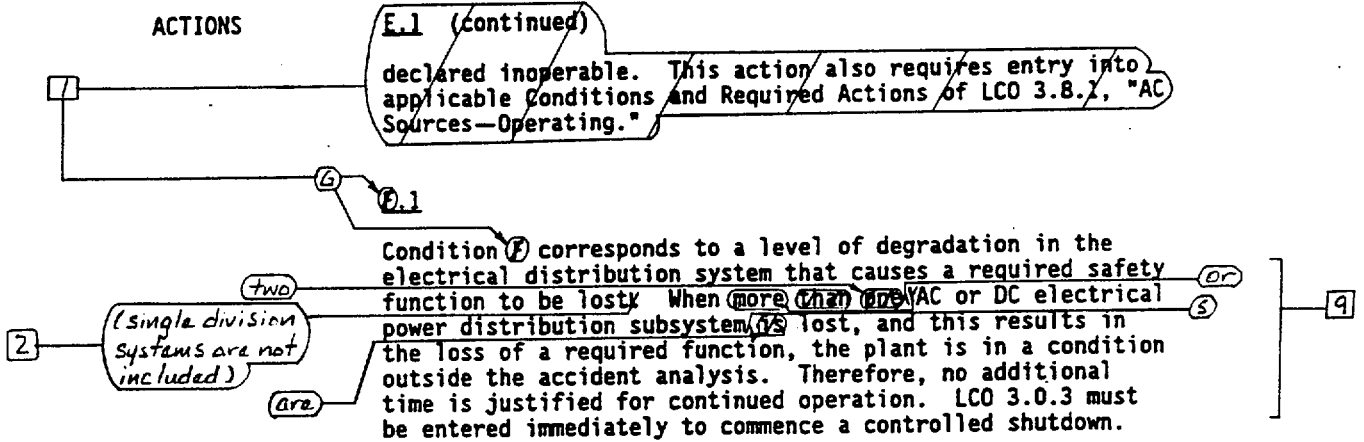 ACTIONS
E.1 (continued)
declared inoperable. This action also requires entry into
1
applicable Conditions and Required Actions of LCO 3.8.1, "AC
Sources—Operating."
G
F.1
Condition F corresponds to a level of degradation in the
electrical distribution system that causes a required safety
or
two
function to be lost. When more than one AC or DC electrical
s
9
(single division
power distribution subsystem is lost, and this results in
2
systems are not
the loss of a required function, the plant is in a condition
included)
outside the accident analysis. Therefore, no additional
are
time is justified for continued operation. LCO 3.0.3 must
be entered immediately to commence a controlled shutdown.